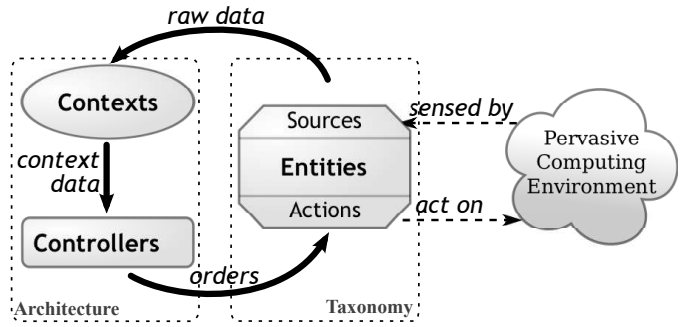 raw data
Contexts
context
data
Controllers
orders
Architecture
Sources
Entities
Actions
Taxonomy
sensed by
act on
Pervasive
Computing
Environment